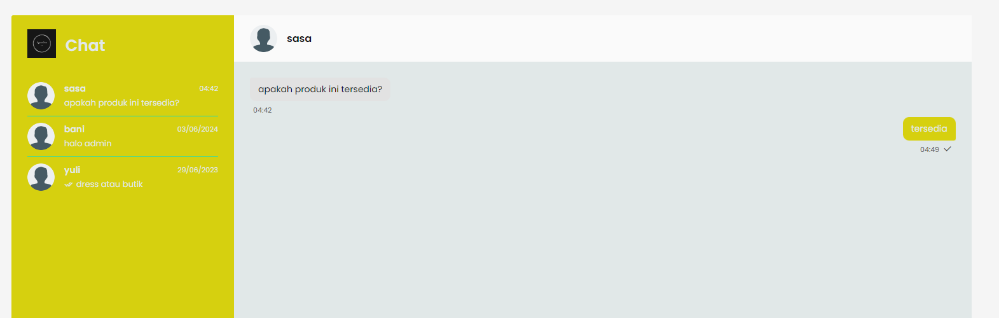 Chat
sasa 04:42
apakah produk ini tersedia?
bani 03/06/2024
halo admin
yuli 29/06/2023
dress atau butik
sasa
apakah produk ini tersedia?
04:42
tersedia
04:49